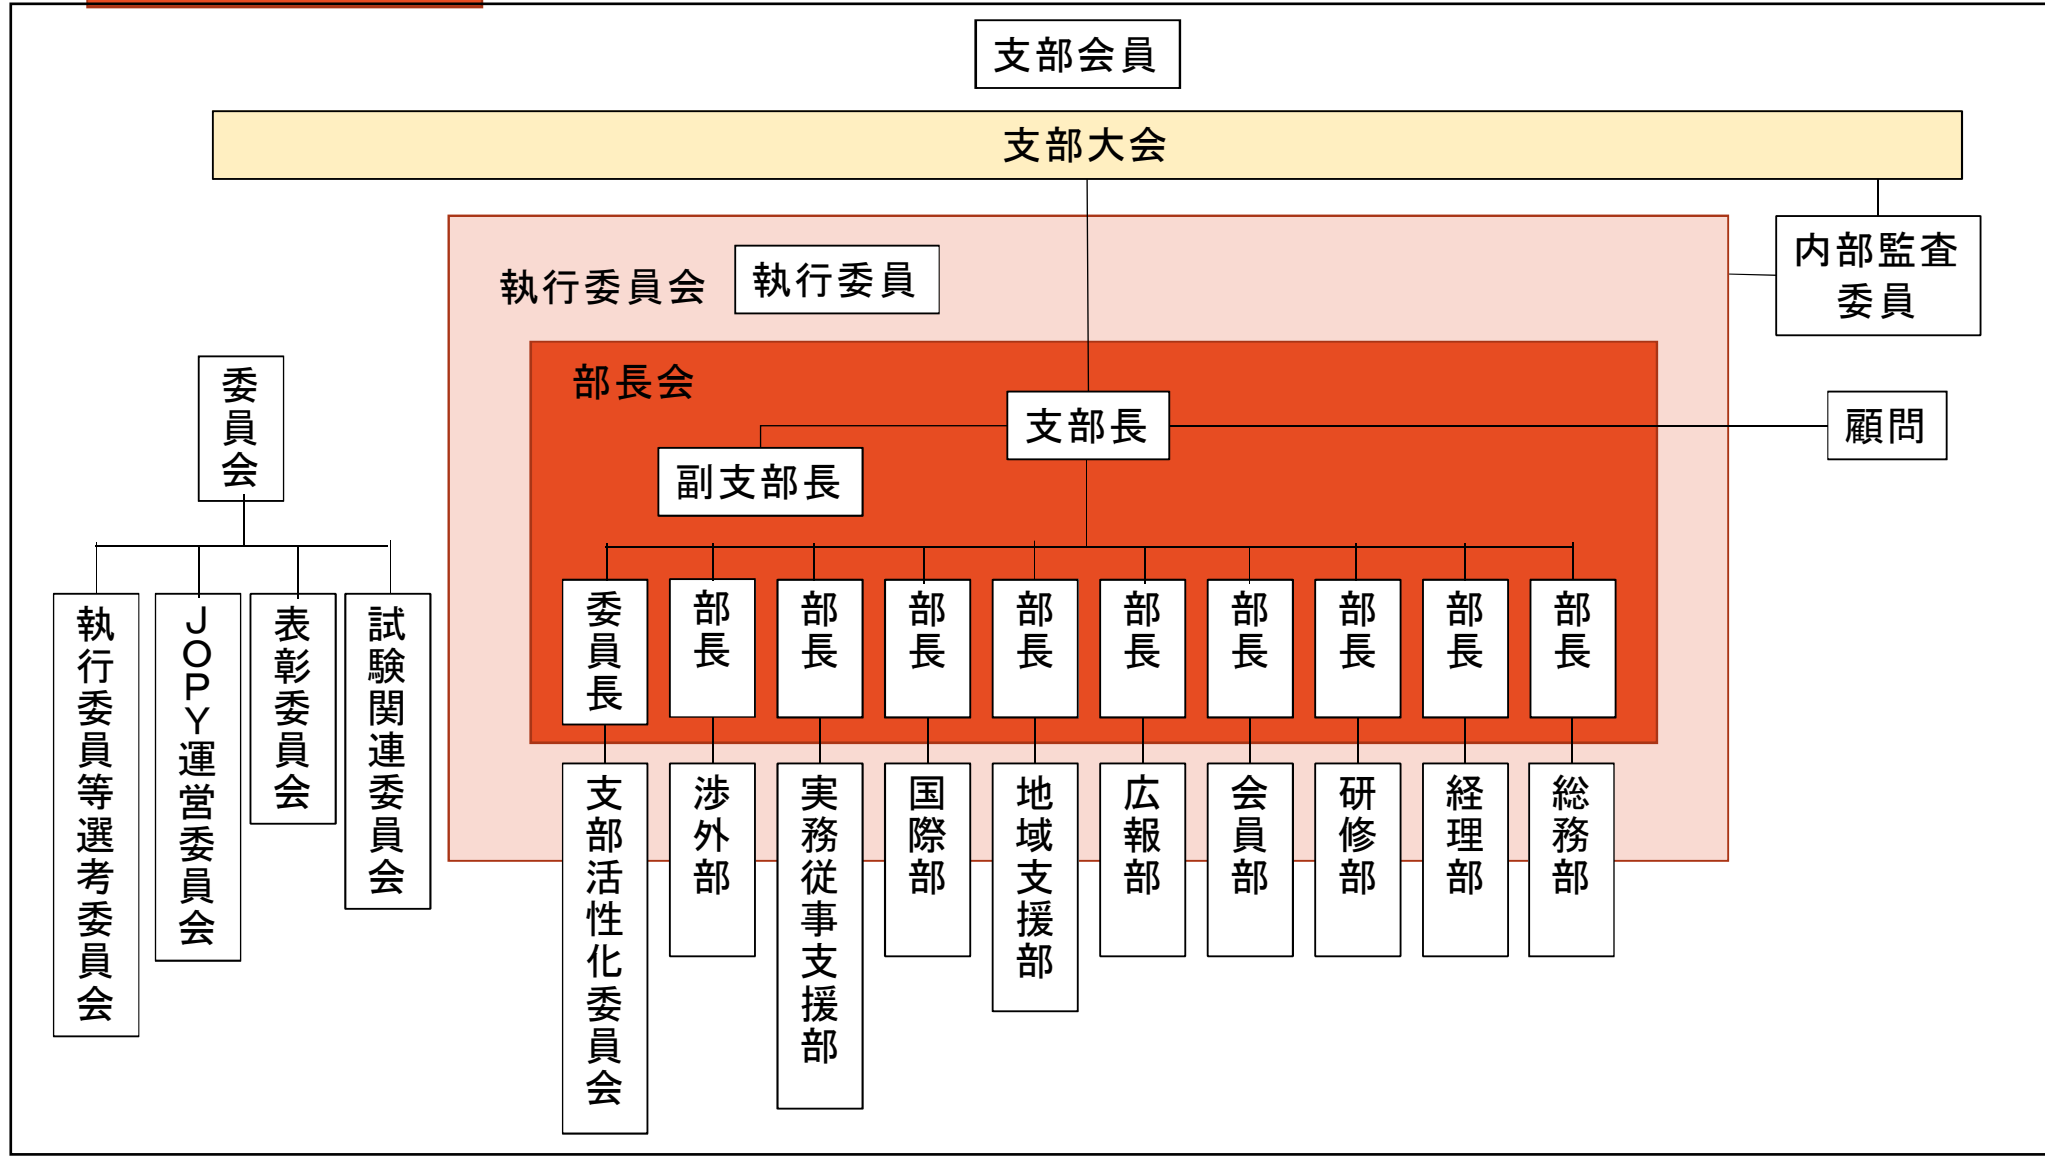 支部会員
支部大会
内部監査
委員
執行委員会
執行委員
部長会
支部長
顧問
副支部長
委員会
執行委員等選考委員会
ＪＯＰＹ運営委員会
表彰委員会
試験関連委員会
委員長
部長
部長
部長
部長
部長
部長
部長
部長
部長
支部活性化委員会
渉外部
実務従事支援部
国際部
地域支援部
広報部
会員部
研修部
経理部
総務部